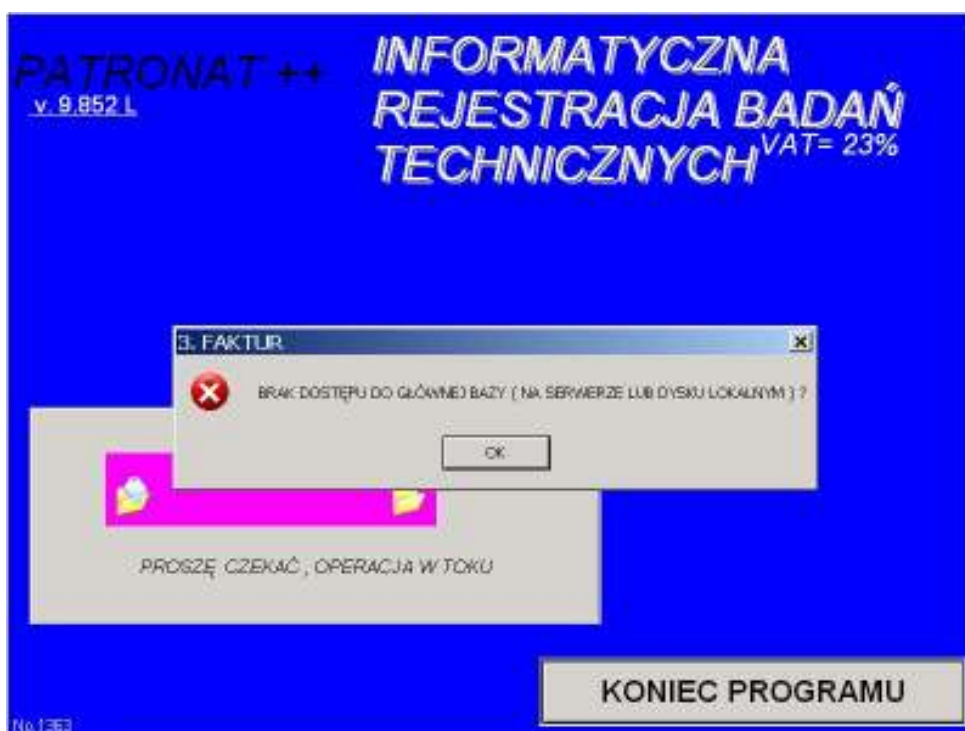 PATRONAT ++
v. 9.852 L
INFORMATYCZNA
REJESTRACJA BADAŃ
TECHNICZNYCH
VAT= 23%
3. FAKTUR
BRAK DOSTĘPU DO GŁÓWNEJ BAZY ( NA SERWERZE LUB DYSKU LOKALNYM ) ?
OK
PROSZĘ CZEKAĆ , OPERACJA W TOKU
KONIEC PROGRAMU
No.1363